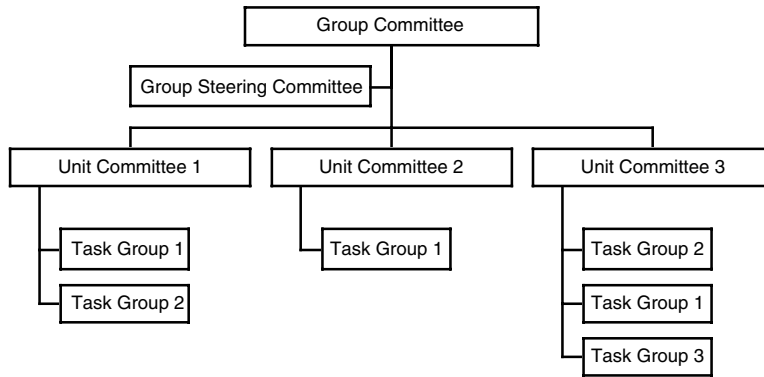 Group Committee
Group Steering Committee
Unit Committee 1
Unit Committee 2
Unit Committee 3
Task Group 1
Task Group 1
Task Group 2
Task Group 2
Task Group 1
Task Group 3